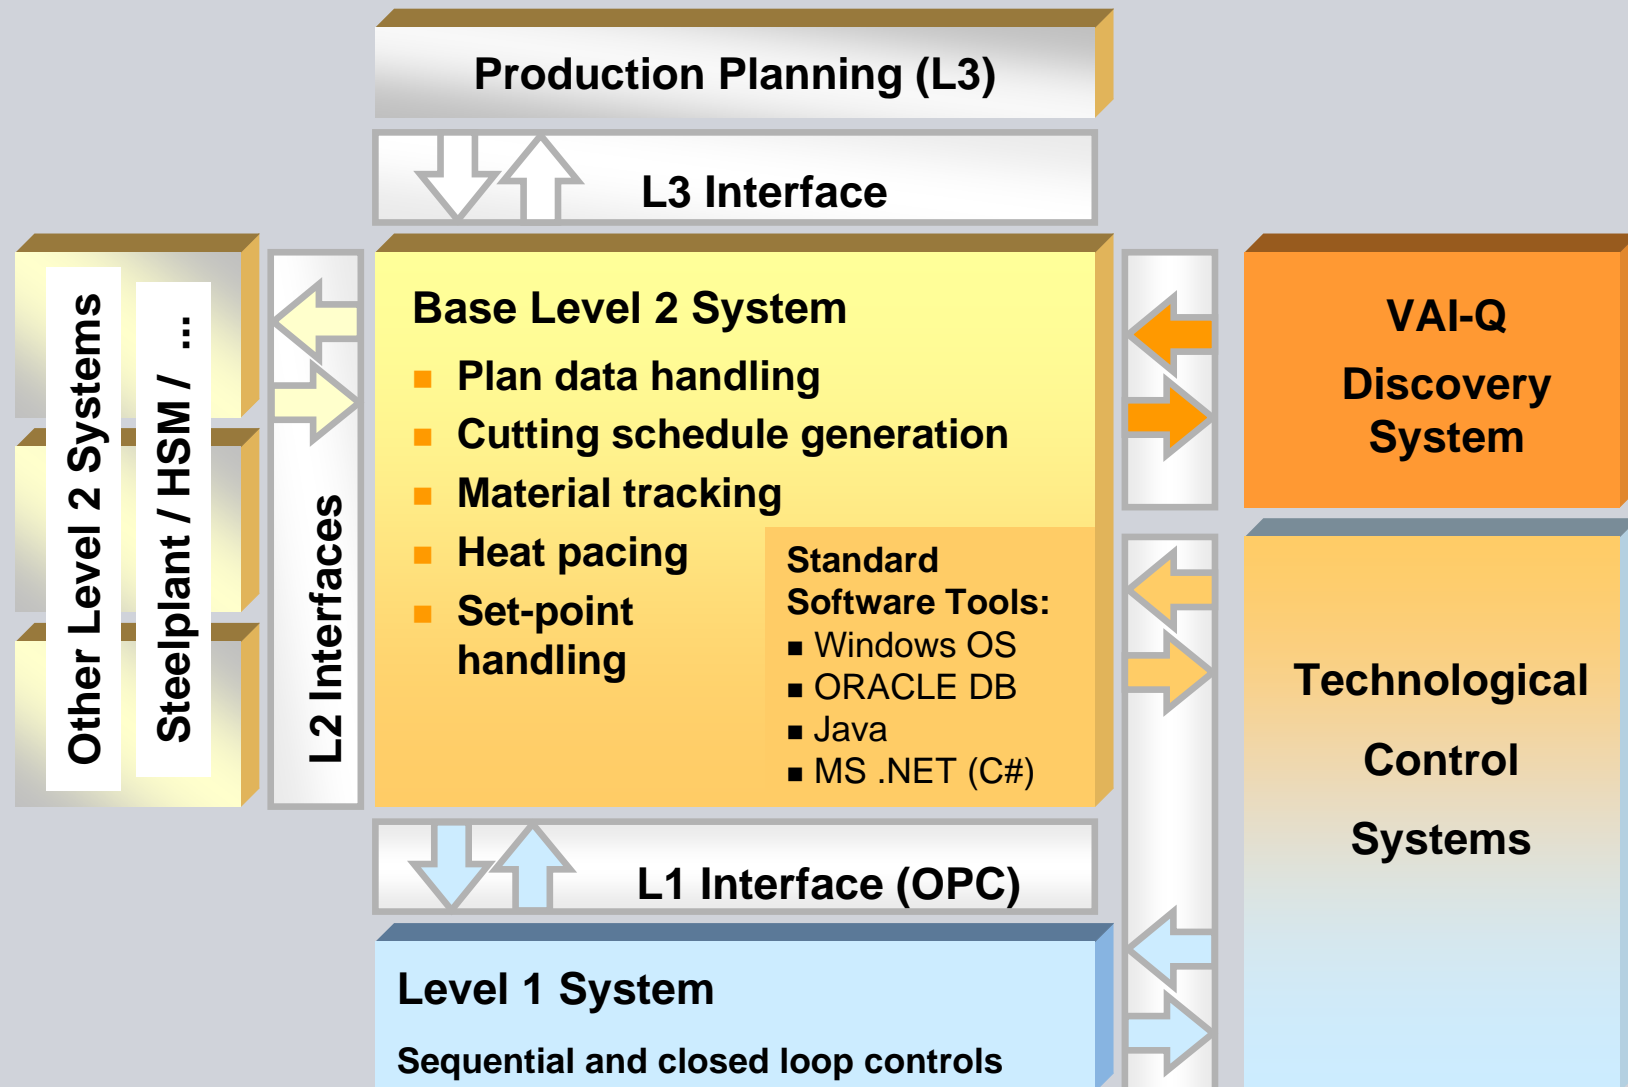 Production Planning (L3)
L3 Interface
Other Level 2 Systems
Steelplant / HSM / ...
L2 Interfaces
Base Level 2 System
■ Plan data handling
■ Cutting schedule generation
■ Material tracking
■ Heat pacing
■ Set-point
handling
Standard
Software Tools:
■ Windows OS
■ ORACLE DB
■ Java
■ MS .NET (C#)
VAI-Q
Discovery
System
Technological
Control
Systems
L1 Interface (OPC)
Level 1 System
Sequential and closed loop controls